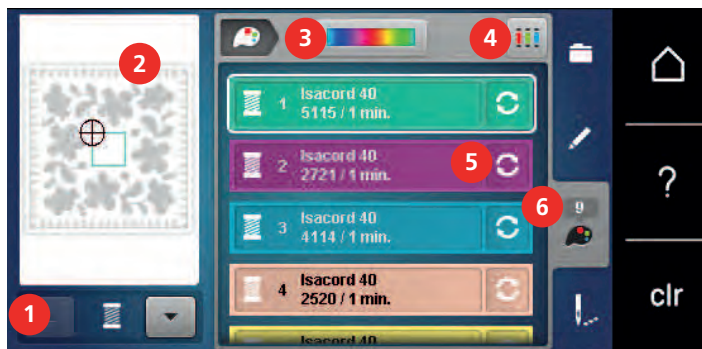 2
3
4
1 Isacord 40
5115 / 1 min.
5
2 Isacord 40
2721 / 1 min.
6
9
?
3 Isacord 40
4114 / 1 min.
1
4 Isacord 40
2520 / 1 min.
clr
Isacord 40